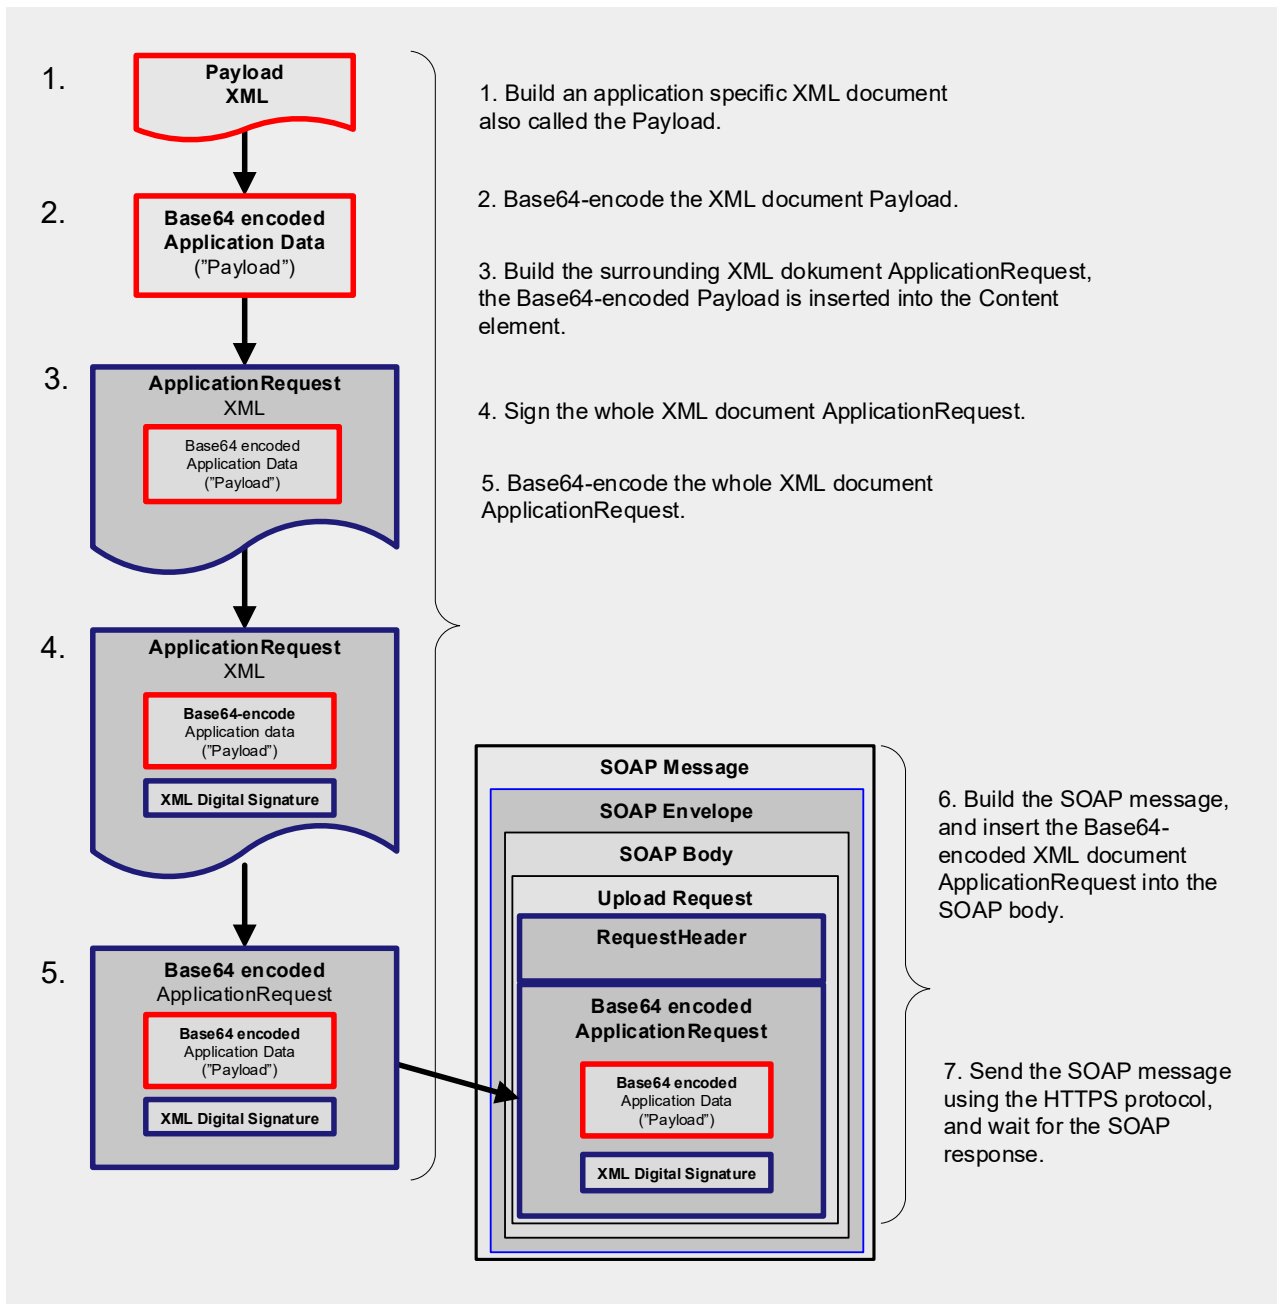 1.
Payload
XML
1. Build an application specific XML document
also called the Payload.
2.
Base64 encoded
Application Data
("Payload")
2. Base64-encode the XML document Payload.
3. Build the surrounding XML dokument ApplicationRequest,
the Base64-encoded Payload is inserted into the Content
element.
3.
ApplicationRequest
XML
Base64 encoded
Application Data
("Payload")
4. Sign the whole XML document ApplicationRequest.
5. Base64-encode the whole XML document
ApplicationRequest.
4.
ApplicationRequest
XML
Base64-encode
Application data
("Payload")
XML Digital Signature
5.
Base64 encoded
ApplicationRequest
Base64 encoded
Application Data
("Payload")
XML Digital Signature
SOAP Message
SOAP Envelope
SOAP Body
Upload Request
RequestHeader
Base64 encoded
ApplicationRequest
Base64 encoded
Application Data
("Payload")
XML Digital Signature
6. Build the SOAP message,
and insert the Base64-
encoded XML document
ApplicationRequest into the
SOAP body.
7. Send the SOAP message
using the HTTPS protocol,
and wait for the SOAP
response.